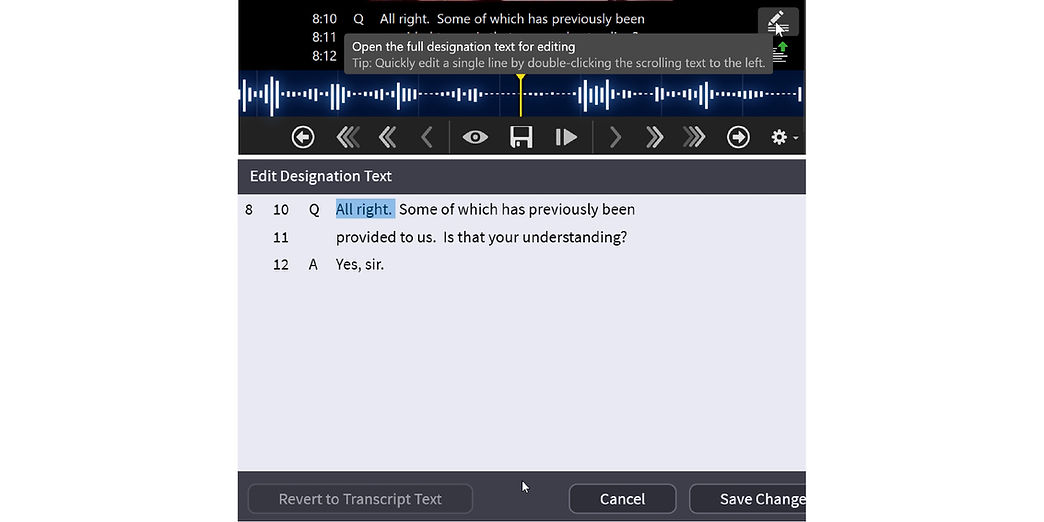 8:10 Q All right. Some of which has previously been
8:11
8:12
Open the full designation text for editing
Tip: Quickly edit a single line by double-clicking the scrolling text to the left.
Edit Designation Text
8 10 Q All right. Some of which has previously been
11 provided to us. Is that your understanding?
12 A Yes, sir.
Revert to Transcript Text Cancel Save Change